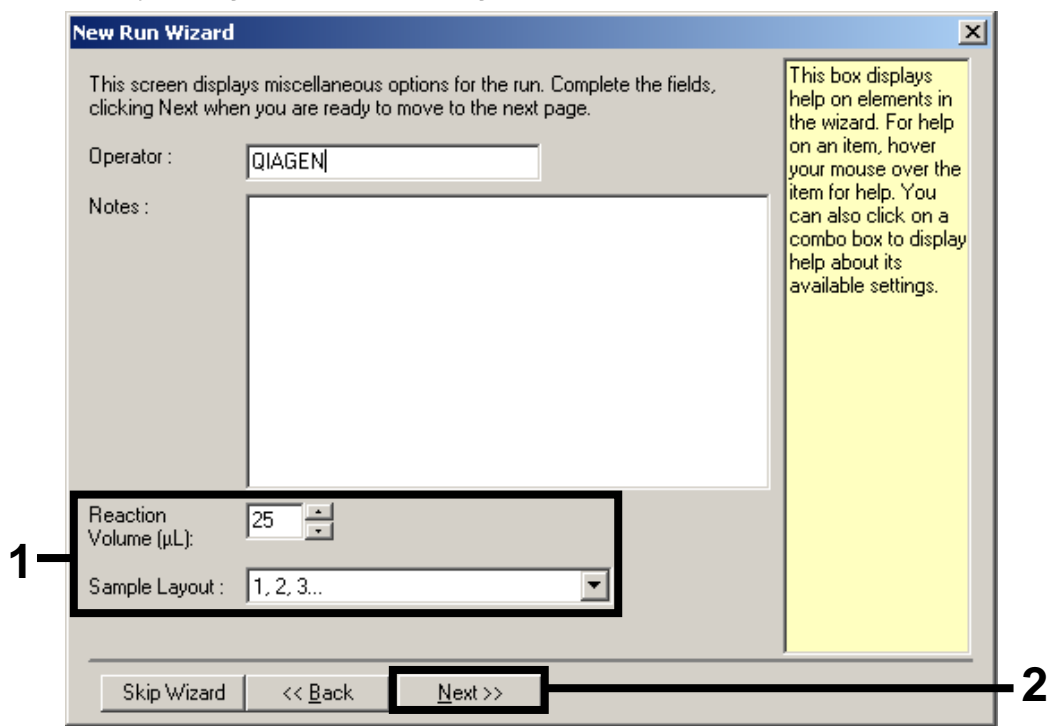 New Run Wizard
This screen displays miscellaneous options for the run. Complete the fields,
clicking Next when you are ready to move to the next page.
Operator :
QIAGEN
Notes :
This box displays
help on elements in
the wizard. For help
on an item, hover
your mouse over the
item for help. You
can also click on a
combo box to display
help about its
available settings.
1
Reaction
Volume (µL):
25
Sample Layout :
1, 2, 3...
Skip Wizard
<< Back
Next >>
2